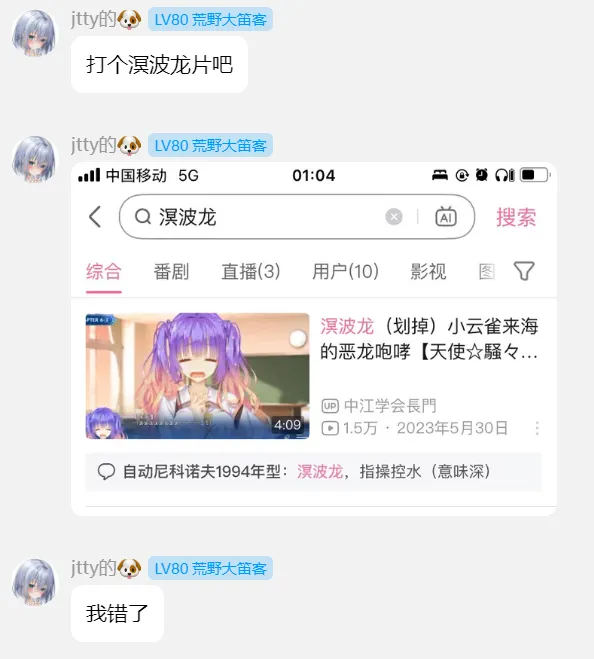 jtty的🐶 LV80 荒野大笛客
打个溟波龙片吧
jtty的🐶 LV80 荒野大笛客
中国移动 5G 01:04
溟波龙 AI 搜索
综合 番剧 直播(3) 用户(10) 影视 图
溟波龙（划掉）小云雀来海
的恶龙咆哮【天使☆騒々…
4:09
UP 中江学会長門
1.5万 · 2023年5月30日
自动尼科诺夫1994年型：溟波龙，指操控水（意味深）
jtty的🐶 LV80 荒野大笛客
我错了